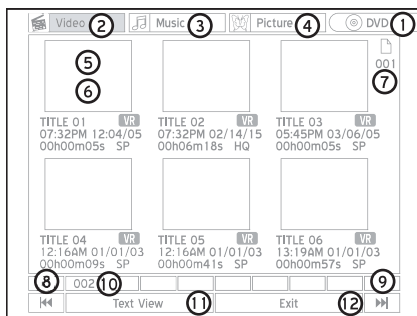 Video 2 Music 3 Picture 4 DVD 1
5
6
001
7
TITLE 01 VR TITLE 02 VR TITLE 03 VR
07:32PM 12:04/05 07:32PM 02/14/15 05:45PM 03/06/05
00h00m05s SP 00h06m18s HQ 00h00m05s SP
TITLE 04 VR TITLE 05 VR TITLE 06 VR
12:16AM 01/01/03 12:16AM 01/01/03 13:19AM 01/01/03
00h00m09s SP 00h00m41s SP 00h00m57s SP
8 002 10 9
Text View 11 Exit 12